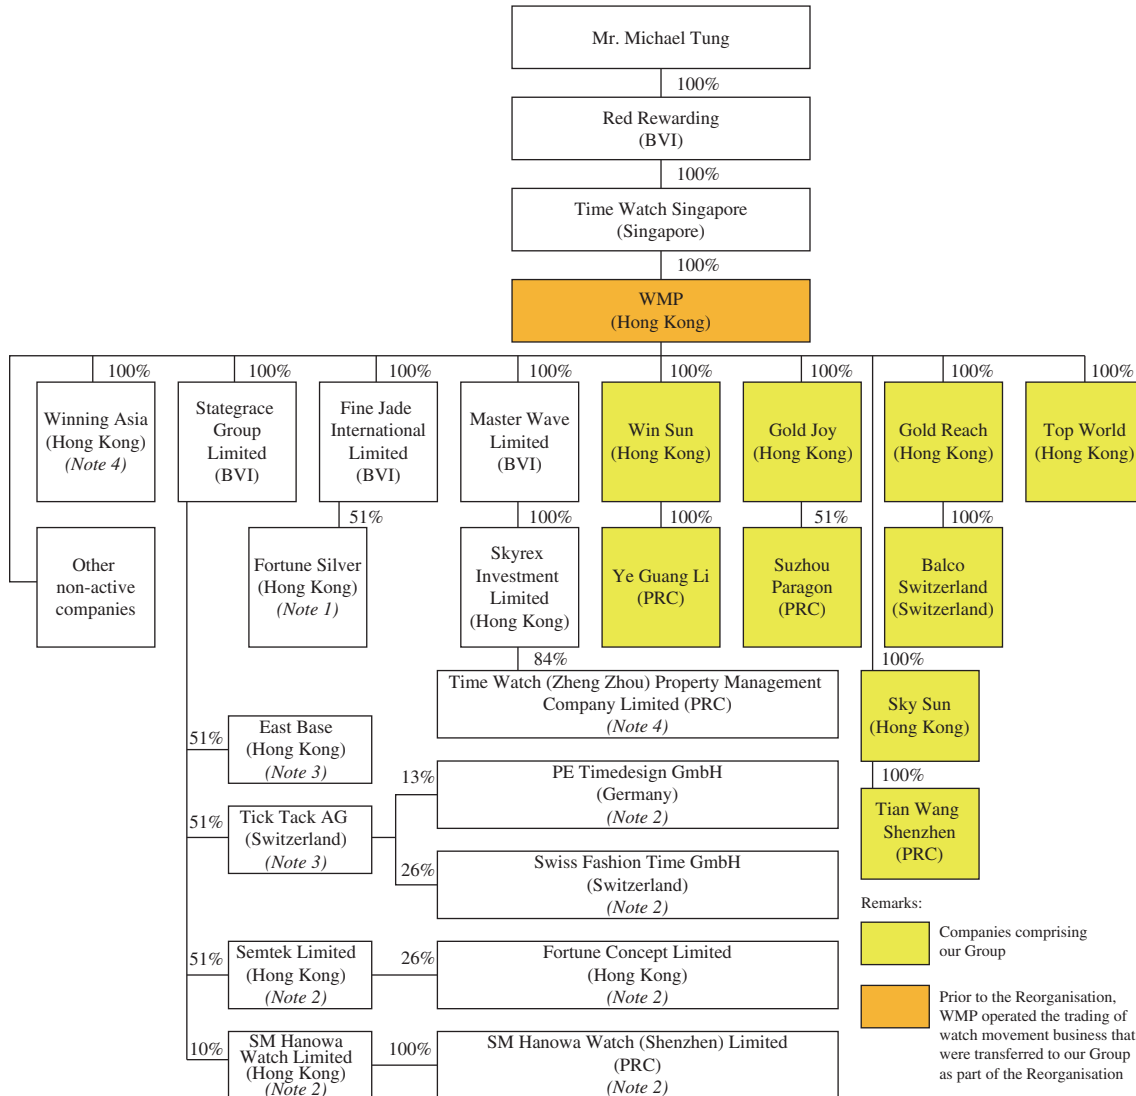 Mr. Michael Tung
100%
Red Rewarding
(BVI)
100%
Time Watch Singapore
(Singapore)
100%
WMP
(Hong Kong)
100%
100%
100%
100%
100%
100%
100%
100%
Winning Asia
(Hong Kong)
(Note 4)
Stategrace
Group
Limited
(BVI)
Fine Jade
International
Limited
(BVI)
Master Wave
Limited
(BVI)
Win Sun
(Hong Kong)
Gold Joy
(Hong Kong)
Gold Reach
(Hong Kong)
Top World
(Hong Kong)
51%
100%
100%
51%
100%
Other
non-active
companies
Fortune Silver
(Hong Kong)
(Note 1)
Skyrex
Investment
Limited
(Hong Kong)
Ye Guang Li
(PRC)
Suzhou
Paragon
(PRC)
Balco
Switzerland
(Switzerland)
84%
100%
Time Watch (Zheng Zhou) Property Management
Company Limited (PRC)
(Note 4)
Sky Sun
(Hong Kong)
51%
East Base
(Hong Kong)
(Note 3)
100%
Tian Wang
Shenzhen
(PRC)
51%
Tick Tack AG
(Switzerland)
(Note 3)
13%
PE Timedesign GmbH
(Germany)
(Note 2)
26%
Swiss Fashion Time GmbH
(Switzerland)
(Note 2)
51%
Semtek Limited
(Hong Kong)
(Note 2)
26%
Fortune Concept Limited
(Hong Kong)
(Note 2)
10%
SM Hanowa
Watch Limited
(Hong Kong)
(Note 2)
100%
SM Hanowa Watch (Shenzhen) Limited
(PRC)
(Note 2)
Remarks:
Companies comprising
our Group
Prior to the Reorganisation,
WMP operated the trading of
watch movement business that
were transferred to our Group
as part of the Reorganisation